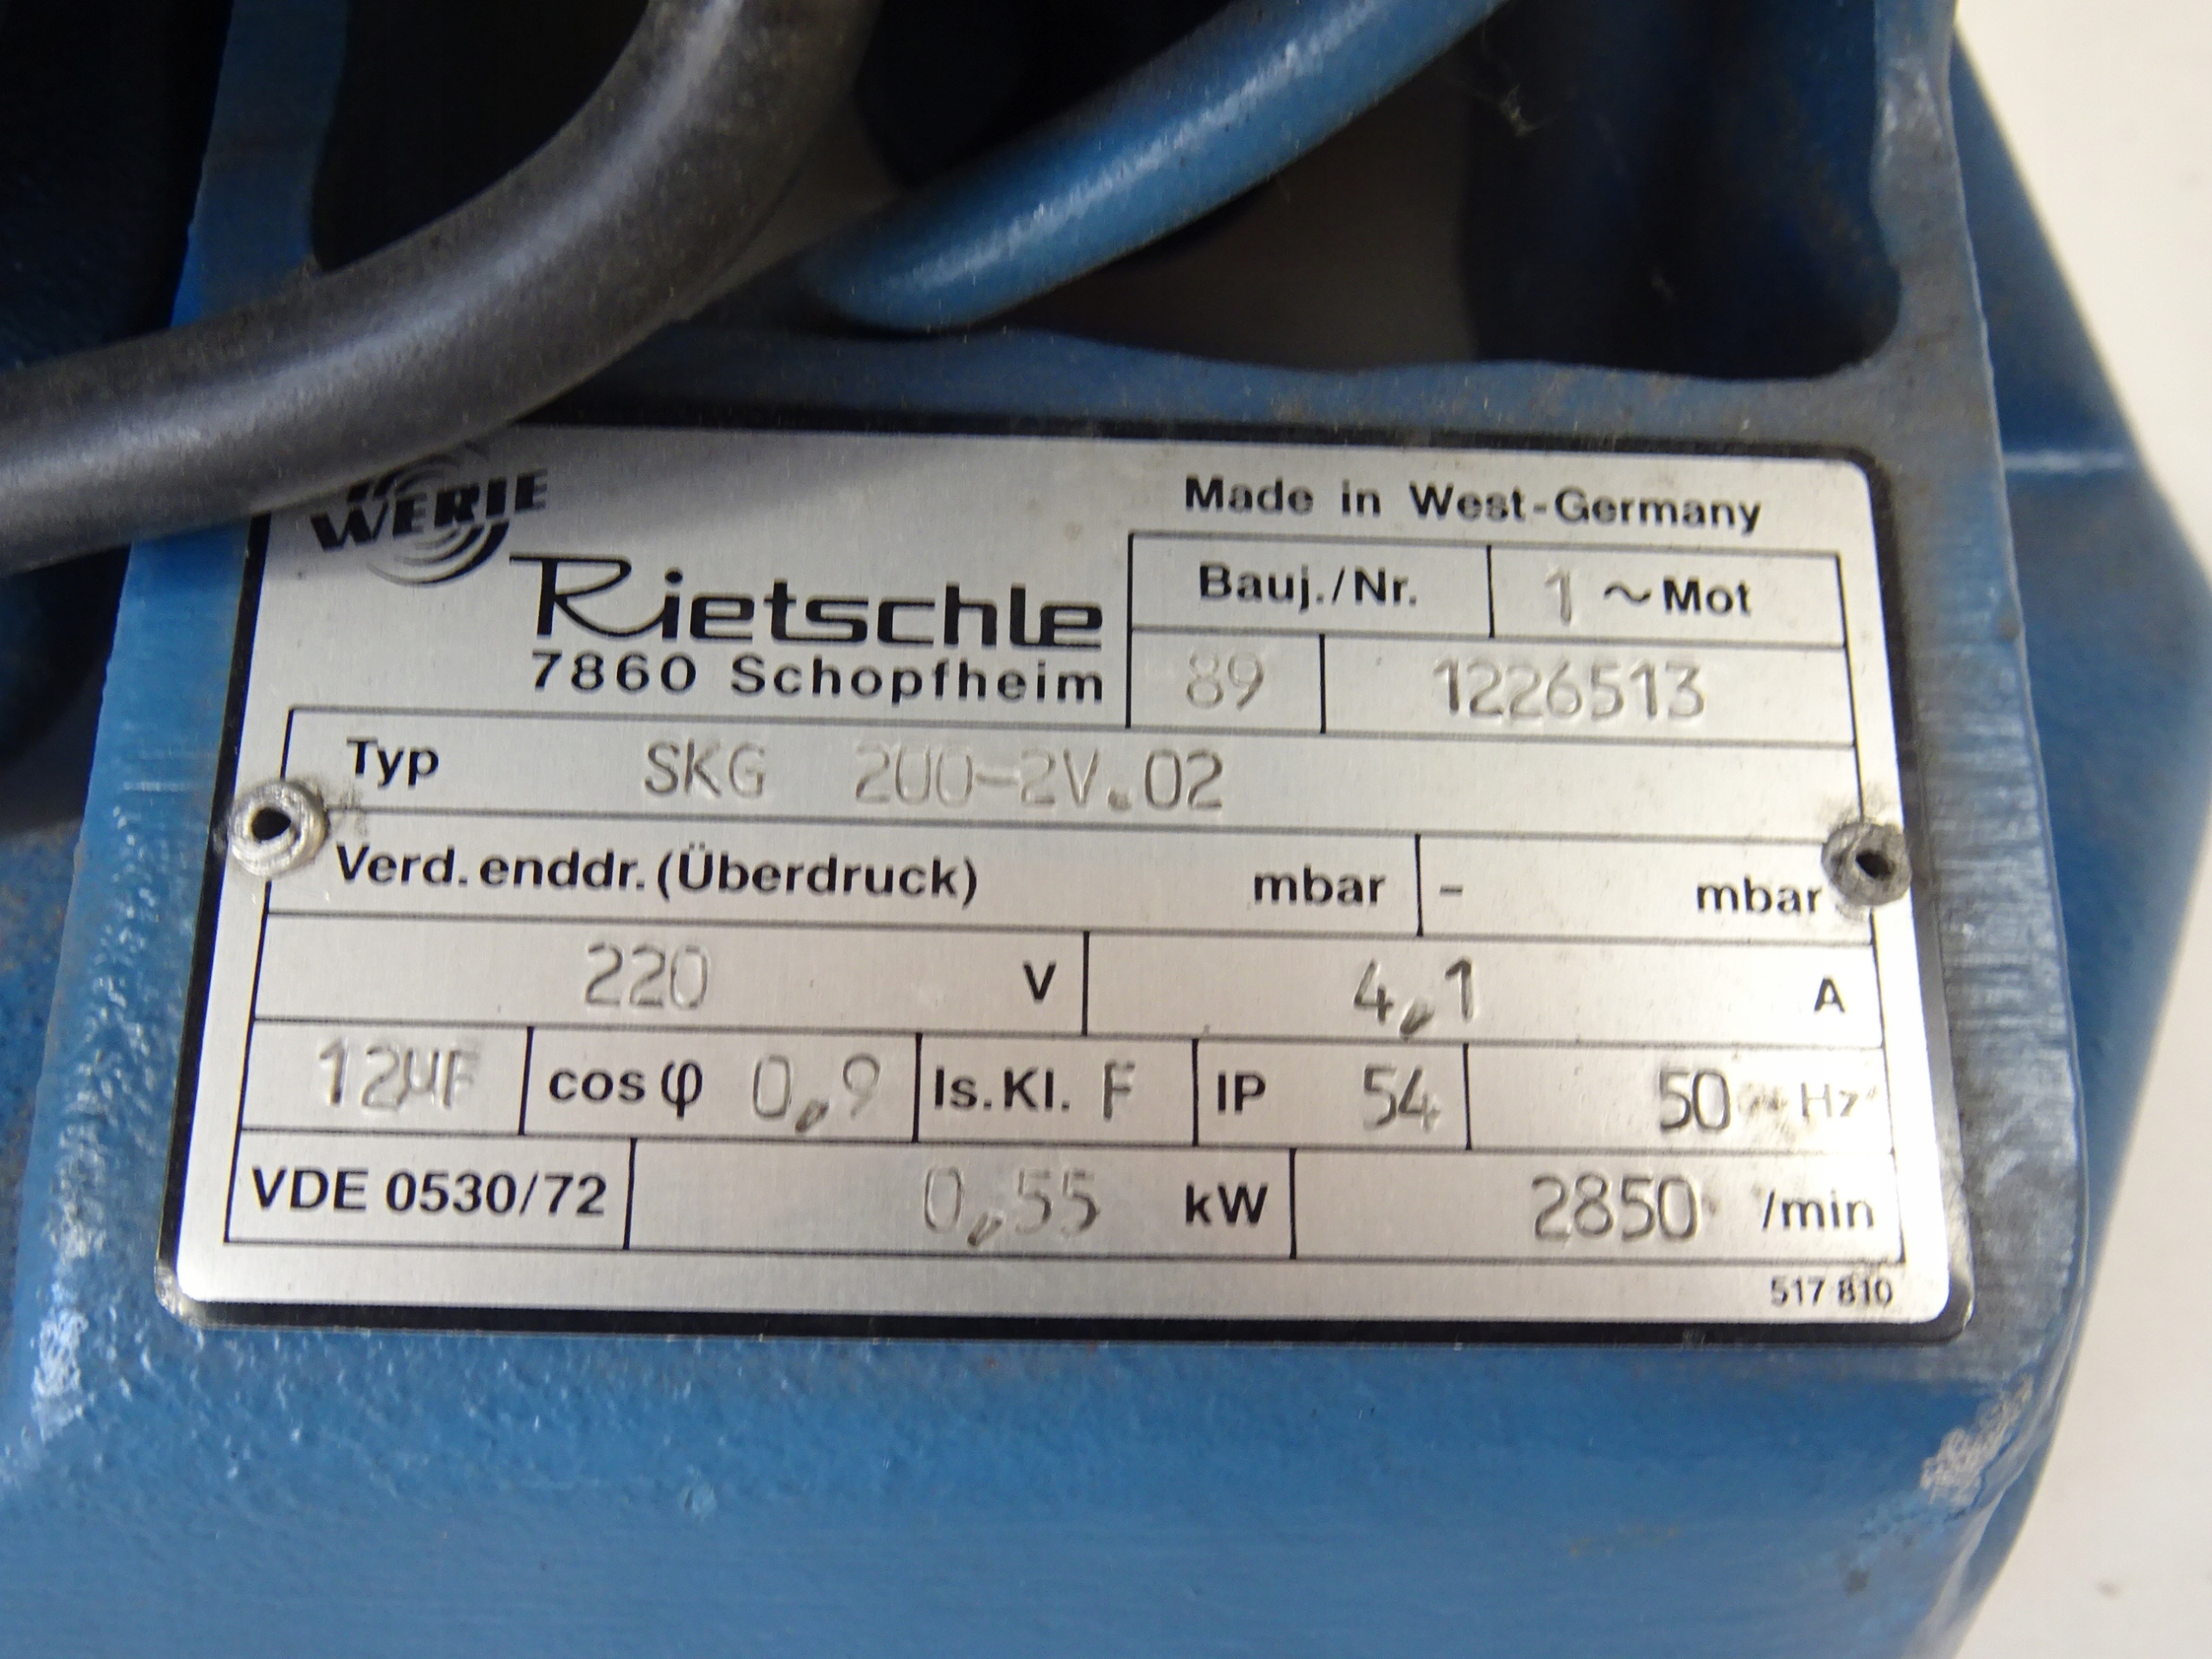 WERIE
Made in West-Germany
Rietschle
7860 Schopfheim
Bauj./Nr. 1 ~ Mot
89 1226513
Typ SKG 200-2V.02
Verd.enddr.(Überdruck) mbar - mbar
220 V 4,1 A
12µF cos φ 0,9 Is.Kl. F IP 54 50 Hz
VDE 0530/72 0,55 kW 2850 /min
517 810